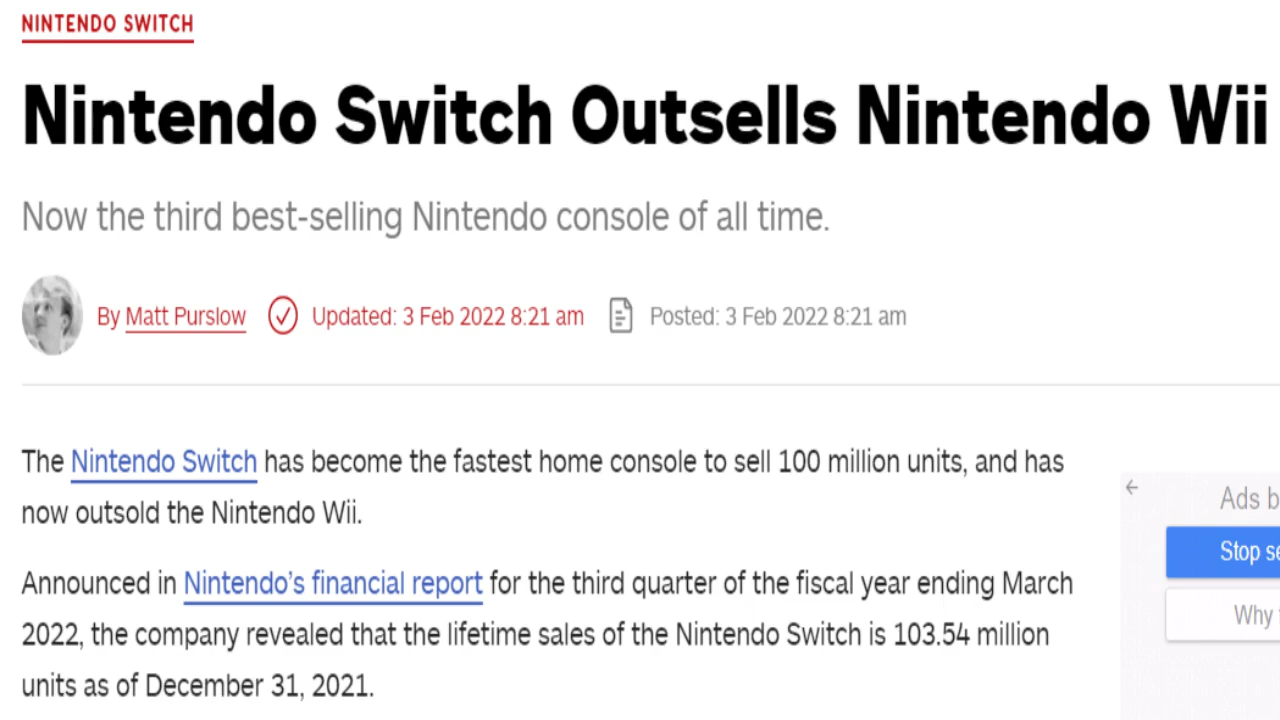 NINTENDO SWITCH
Nintendo Switch Outsells Nintendo Wii
Now the third best-selling Nintendo console of all time.
By Matt Purslow Updated: 3 Feb 2022 8:21 am Posted: 3 Feb 2022 8:21 am
The Nintendo Switch has become the fastest home console to sell 100 million units, and has
now outsold the Nintendo Wii.
Announced in Nintendo’s financial report for the third quarter of the fiscal year ending March
2022, the company revealed that the lifetime sales of the Nintendo Switch is 103.54 million
units as of December 31, 2021.
Ads
Stop
Why